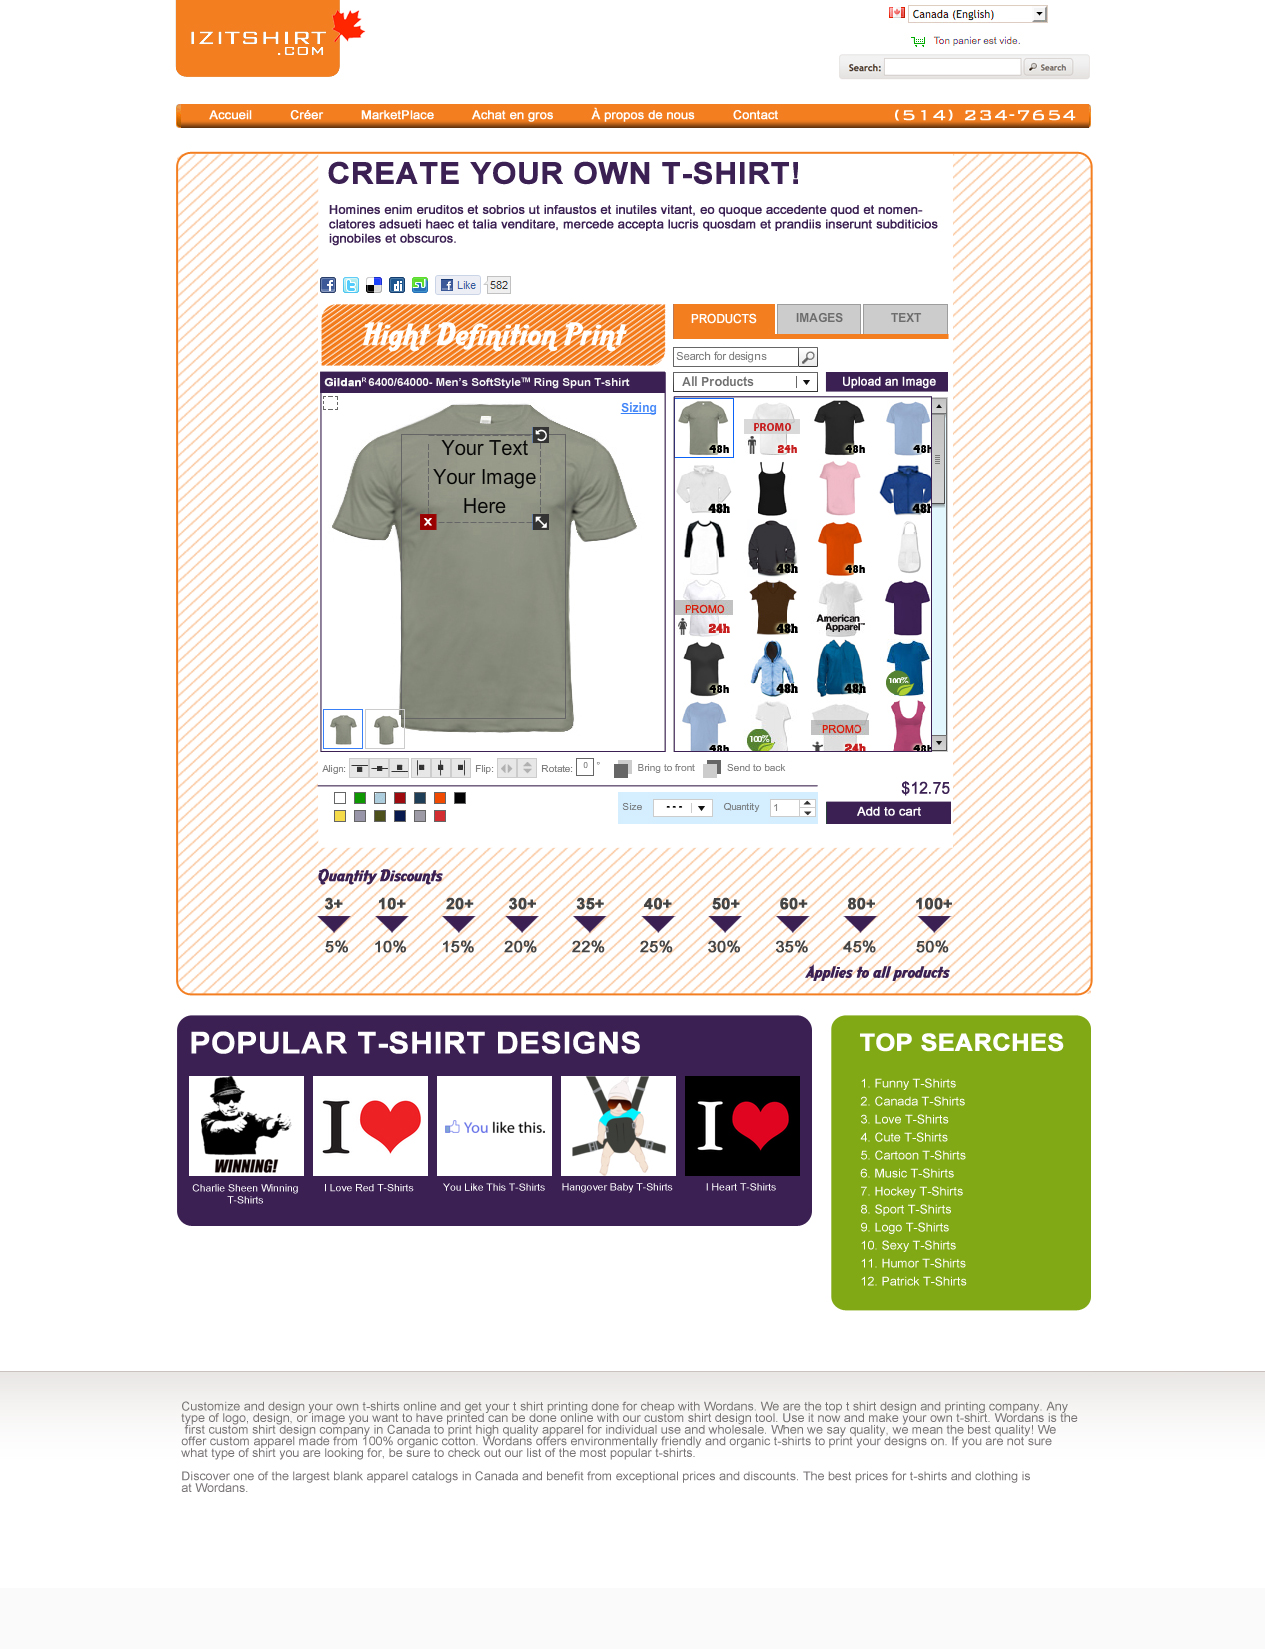 IZITSHIRT
.COM
Canada (English)
Ton panier est vide.
Search:
Search
Accueil
Créer
MarketPlace
Achat en gros
À propos de nous
Contact
(514) 234-7654
CREATE YOUR OWN T-SHIRT!
Homines enim eruditos et sobrios ut infaustos et inutiles vitant, eo quoque accedente quod et nomen-
clatores adsueti haec et talia venditare, mercede accepta lucris quosdam et prandiis inserunt subditicios
ignobiles et obscuros.
Like
582
Hight Definition Print
PRODUCTS
IMAGES
TEXT
Search for designs
Gildan® 6400/64000- Men's SoftStyle™ Ring Spun T-shirt
All Products
Upload an Image
Sizing
Your Text
Your Image
Here
X
48h
PROMO
24h
48h
48h
48h
48h
48h
48h
PROMO
24h
48h
American
Apparel™
48h
48h
48h
100%
48h
100%
PROMO
24h
48h
Align:
Flip:
Rotate:
0
°
Bring to front
Send to back
$12.75
Size
- - -
Quantity
1
Add to cart
Quantity Discounts
3+ 10+ 20+ 30+ 35+ 40+ 50+ 60+ 80+ 100+
5% 10% 15% 20% 22% 25% 30% 35% 45% 50%
Applies to all products
POPULAR T-SHIRT DESIGNS
WINNING!
I
You like this.
I
Charlie Sheen Winning
T-Shirts
I Love Red T-Shirts
You Like This T-Shirts
Hangover Baby T-Shirts
I Heart T-Shirts
TOP SEARCHES
1. Funny T-Shirts
2. Canada T-Shirts
3. Love T-Shirts
4. Cute T-Shirts
5. Cartoon T-Shirts
6. Music T-Shirts
7. Hockey T-Shirts
8. Sport T-Shirts
9. Logo T-Shirts
10. Sexy T-Shirts
11. Humor T-Shirts
12. Patrick T-Shirts
Customize and design your own t-shirts online and get your t shirt printing done for cheap with Wordans. We are the top t shirt design and printing company. Any
type of logo, design, or image you want to have printed can be done online with our custom shirt design tool. Use it now and make your own t-shirt. Wordans is the
first custom shirt design company in Canada to print high quality apparel for individual use and wholesale. When we say quality, we mean the best quality! We
offer custom apparel made from 100% organic cotton. Wordans offers environmentally friendly and organic t-shirts to print your designs on. If you are not sure
what type of shirt you are looking for, be sure to check out our list of the most popular t-shirts.
Discover one of the largest blank apparel catalogs in Canada and benefit from exceptional prices and discounts. The best prices for t-shirts and clothing is
at Wordans.